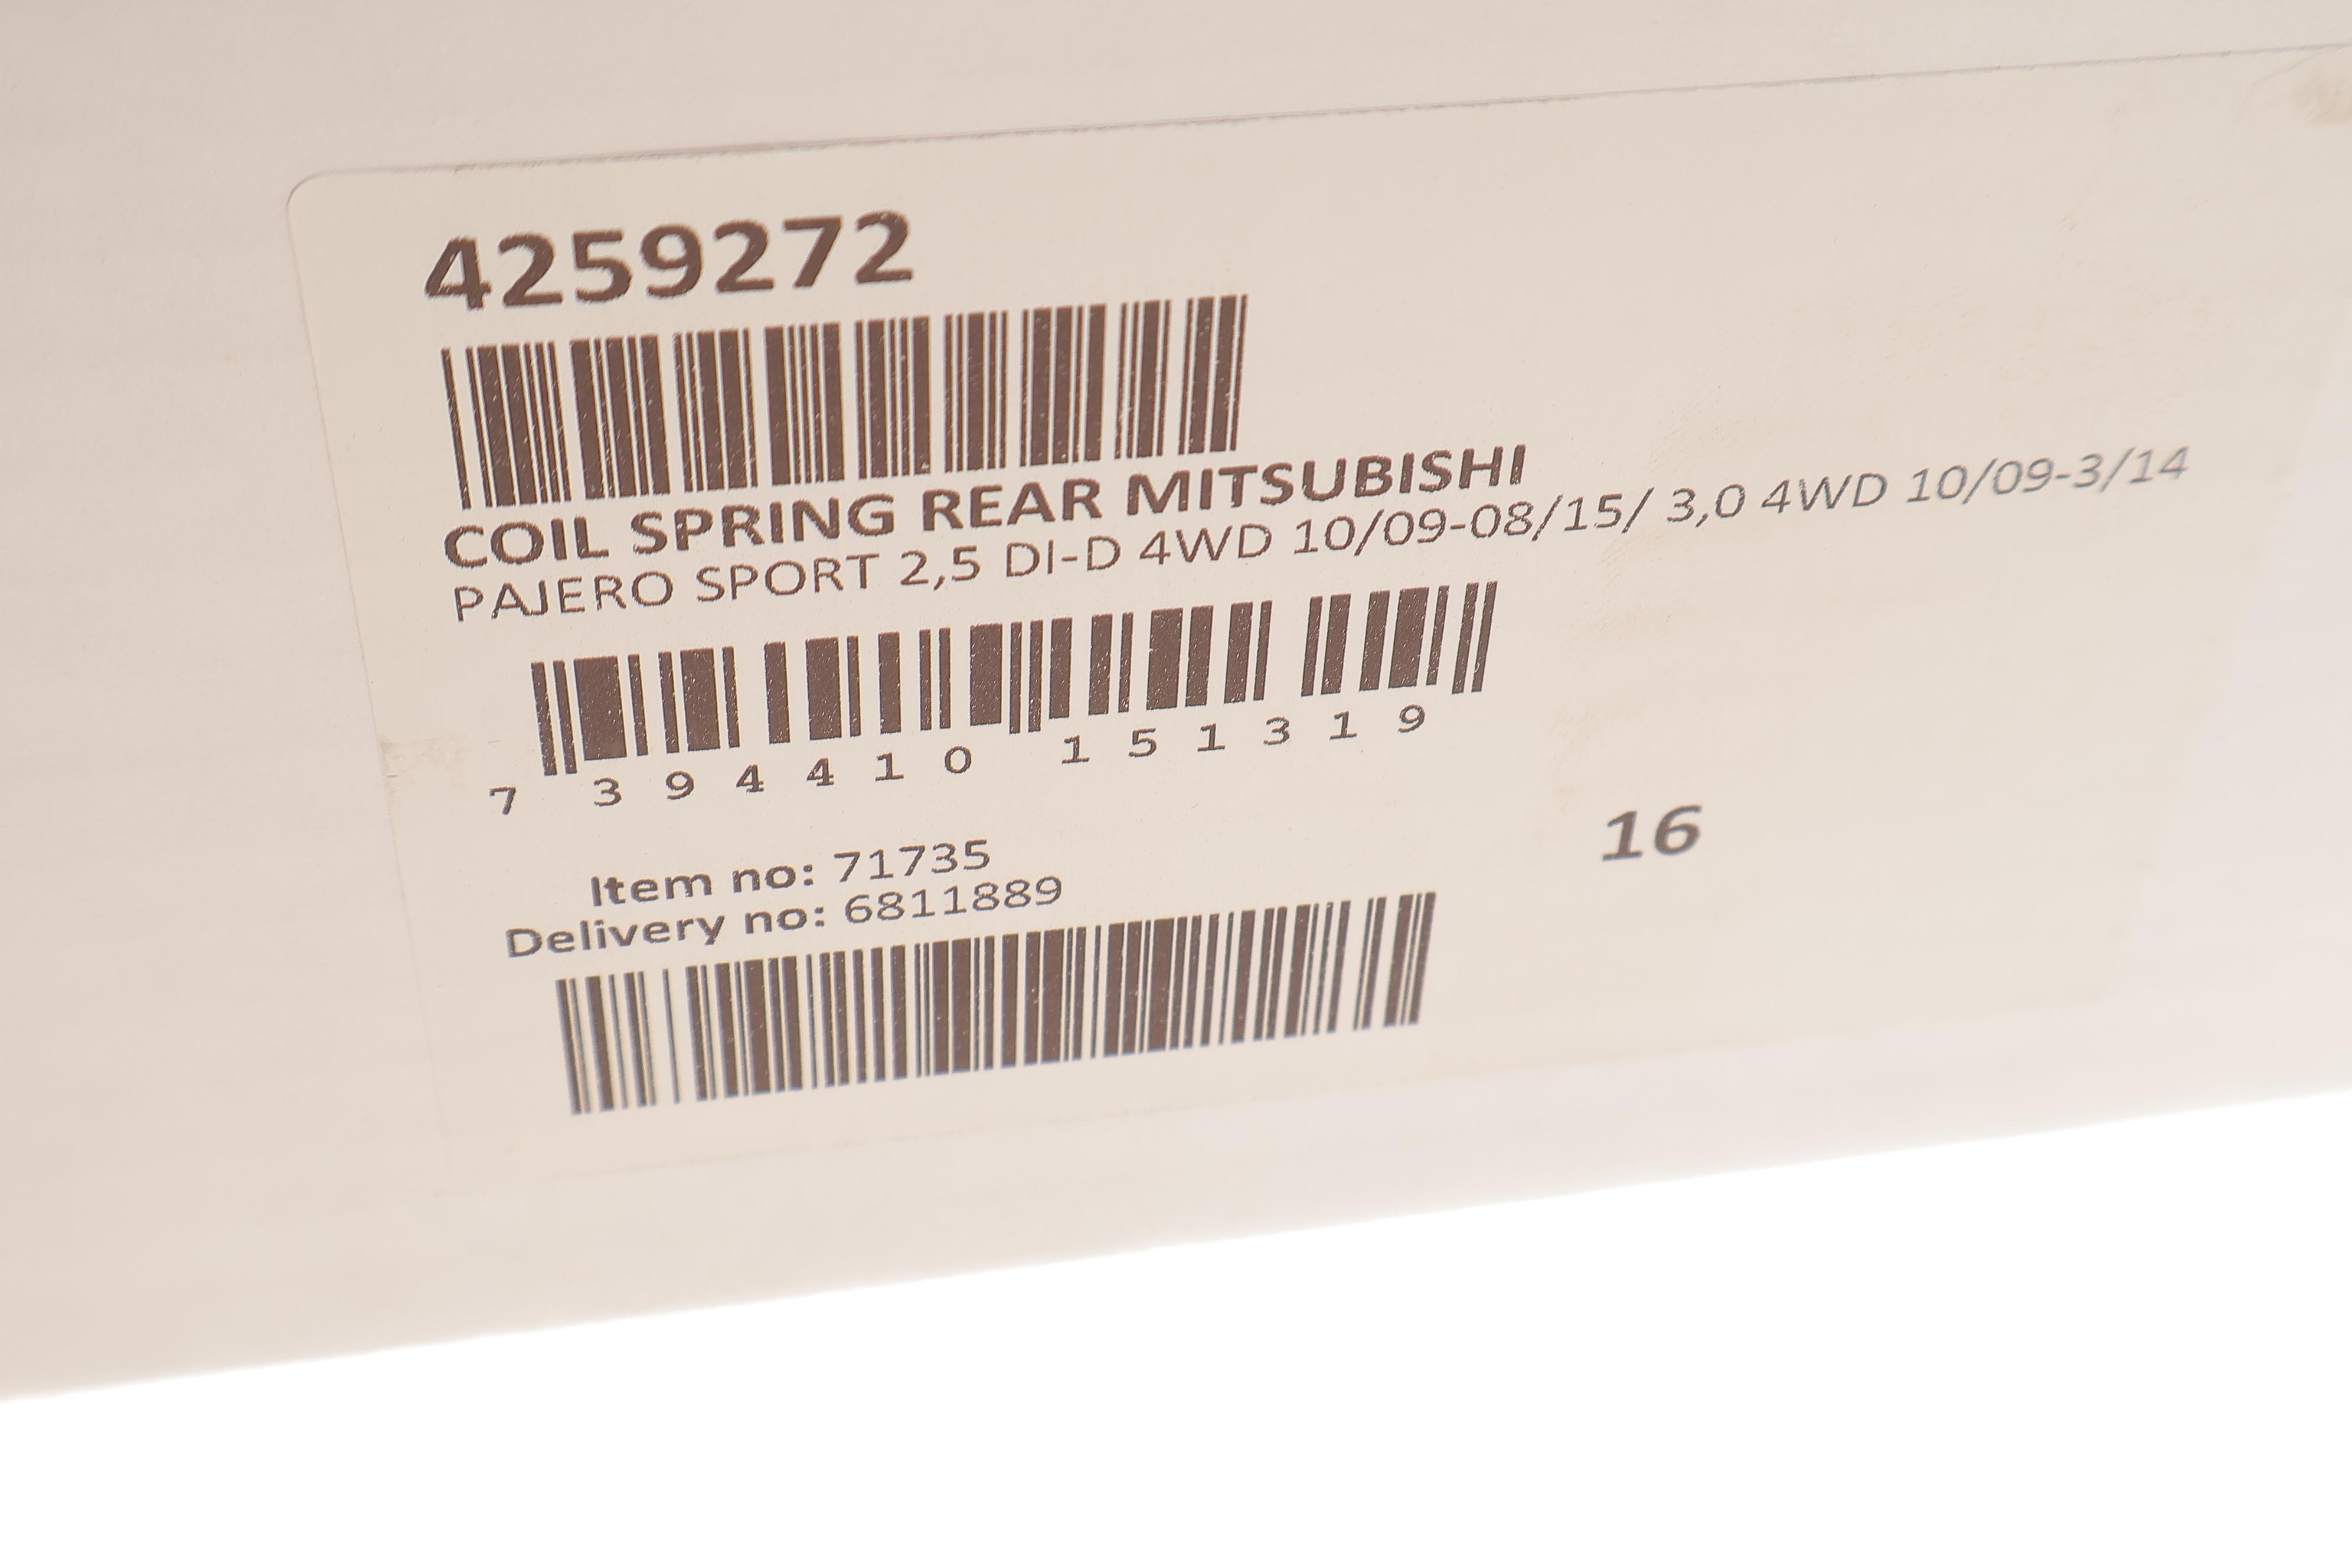 4259272
COIL SPRING REAR MITSUBISHI
PAJERO SPORT 2,5 DI-D 4WD 10/09-08/15/ 3,0 4WD 10/09-3/14
7 394410 151319
16
Item no: 71735
Delivery no: 6811889